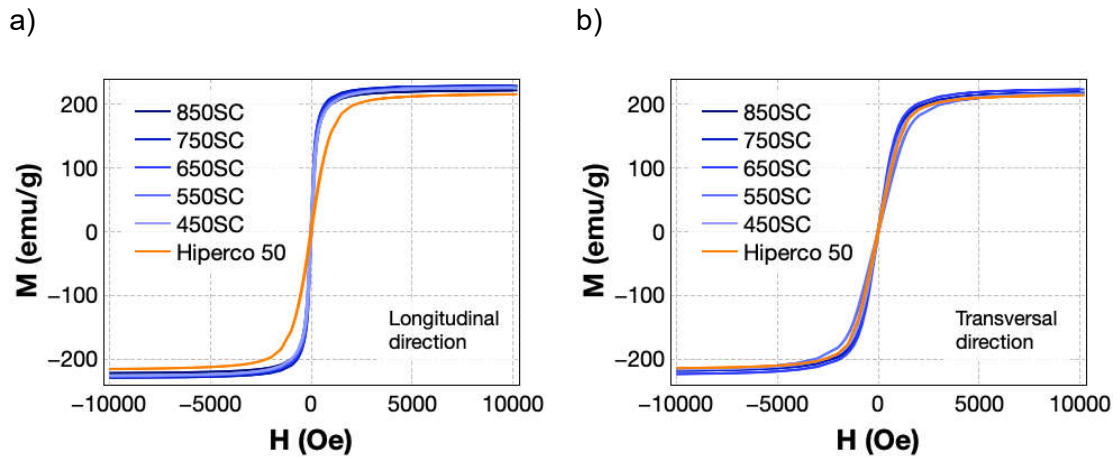 a)
b)
850SC
750SC
650SC
550SC
450SC
Hiperco 50
Longitudinal
direction
M (emu/g)
200
100
0
−100
−200
−10000 −5000 0 5000 10000
H (Oe)
850SC
750SC
650SC
550SC
450SC
Hiperco 50
Transversal
direction
M (emu/g)
200
100
0
−100
−200
−10000 −5000 0 5000 10000
H (Oe)